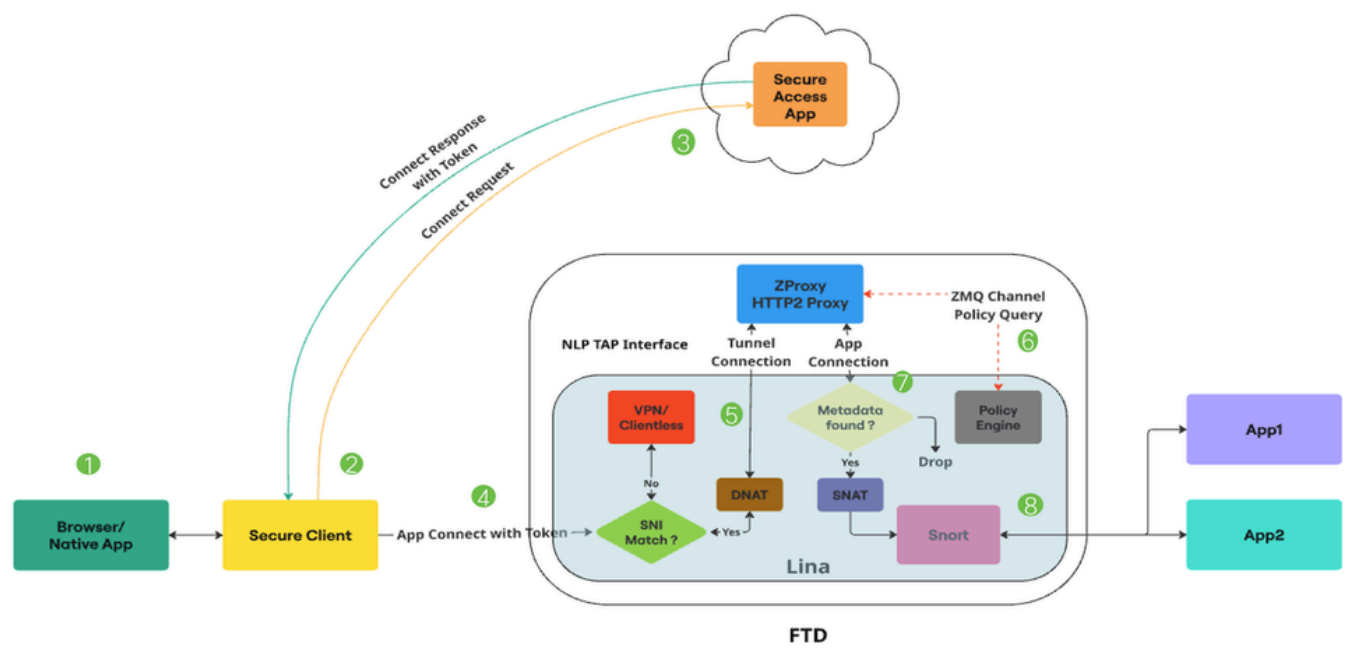 Secure
Access
App
3
Connect Response
with Token
Connect Request
ZProxy
HTTP2 Proxy
ZMQ Channel
Policy Query
6
NLP TAP Interface
Tunnel
Connection
App
Connection
7
VPN/
Clientless
5
Metadata
found ?
Policy
Engine
App1
Drop
Yes
No
1
2
4
DNAT
SNAT
8
Browser/
Native App
Secure Client
App Connect with Token
SNI
Match ?
Yes
Snort
App2
Lina
FTD